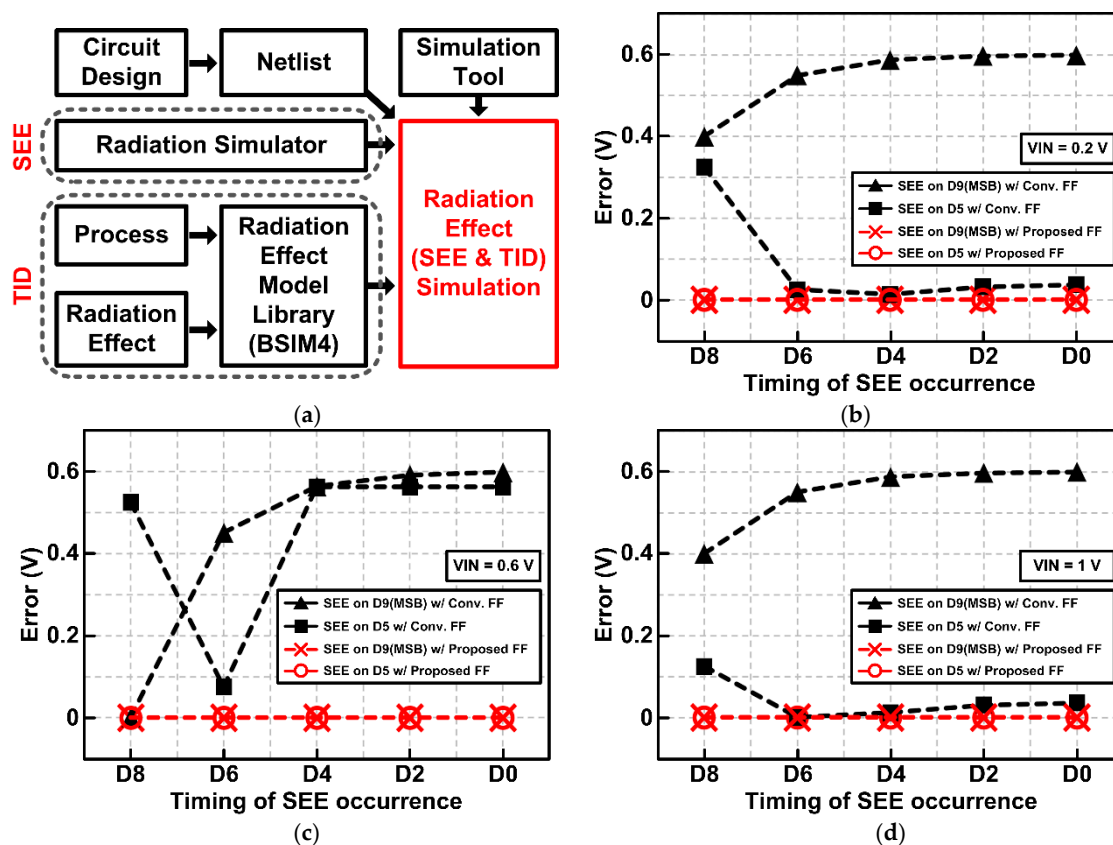 Circuit
Design
Netlist
Simulation
Tool
SEE
Radiation Simulator
TID
Process
Radiation
Effect
Radiation
Effect
Model
Library
(BSIM4)
Radiation
Effect
(SEE & TID)
Simulation
(a)
Error (V)
0.6
0.4
0.2
0
VIN = 0.2 V
SEE on D9(MSB) w/ Conv. FF
SEE on D5 w/ Conv. FF
SEE on D9(MSB) w/ Proposed FF
SEE on D5 w/ Proposed FF
D8 D6 D4 D2 D0
Timing of SEE occurrence
(b)
Error (V)
0.6
0.4
0.2
0
VIN = 0.6 V
SEE on D9(MSB) w/ Conv. FF
SEE on D5 w/ Conv. FF
SEE on D9(MSB) w/ Proposed FF
SEE on D5 w/ Proposed FF
D8 D6 D4 D2 D0
Timing of SEE occurrence
(c)
Error (V)
0.6
0.4
0.2
0
VIN = 1 V
SEE on D9(MSB) w/ Conv. FF
SEE on D5 w/ Conv. FF
SEE on D9(MSB) w/ Proposed FF
SEE on D5 w/ Proposed FF
D8 D6 D4 D2 D0
Timing of SEE occurrence
(d)